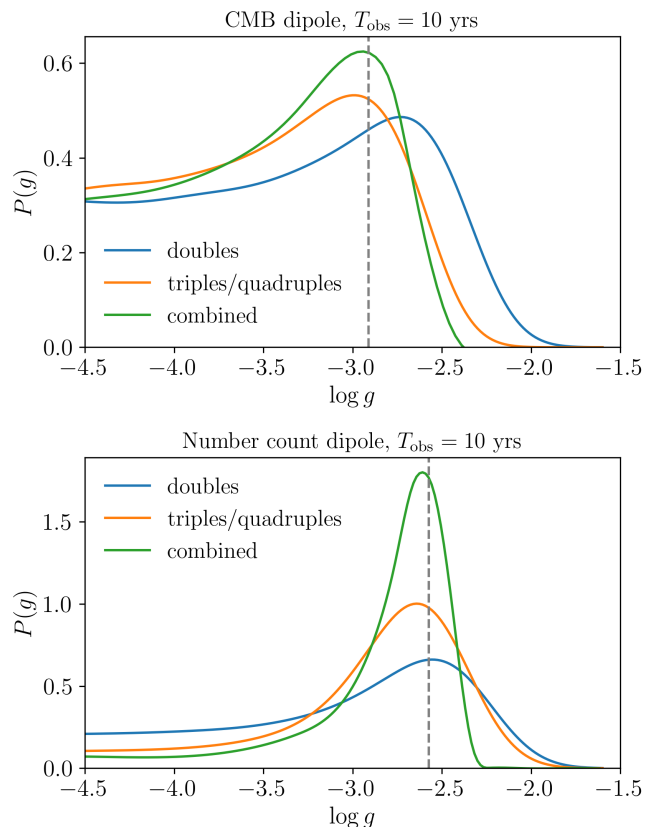 CMB dipole, T_obs = 10 yrs
P(g)
0.6
0.4
0.2
0.0
doubles
triples/quadruples
combined
−4.5 −4.0 −3.5 −3.0 −2.5 −2.0 −1.5
log g
Number count dipole, T_obs = 10 yrs
P(g)
1.5
1.0
0.5
0.0
doubles
triples/quadruples
combined
−4.5 −4.0 −3.5 −3.0 −2.5 −2.0 −1.5
log g